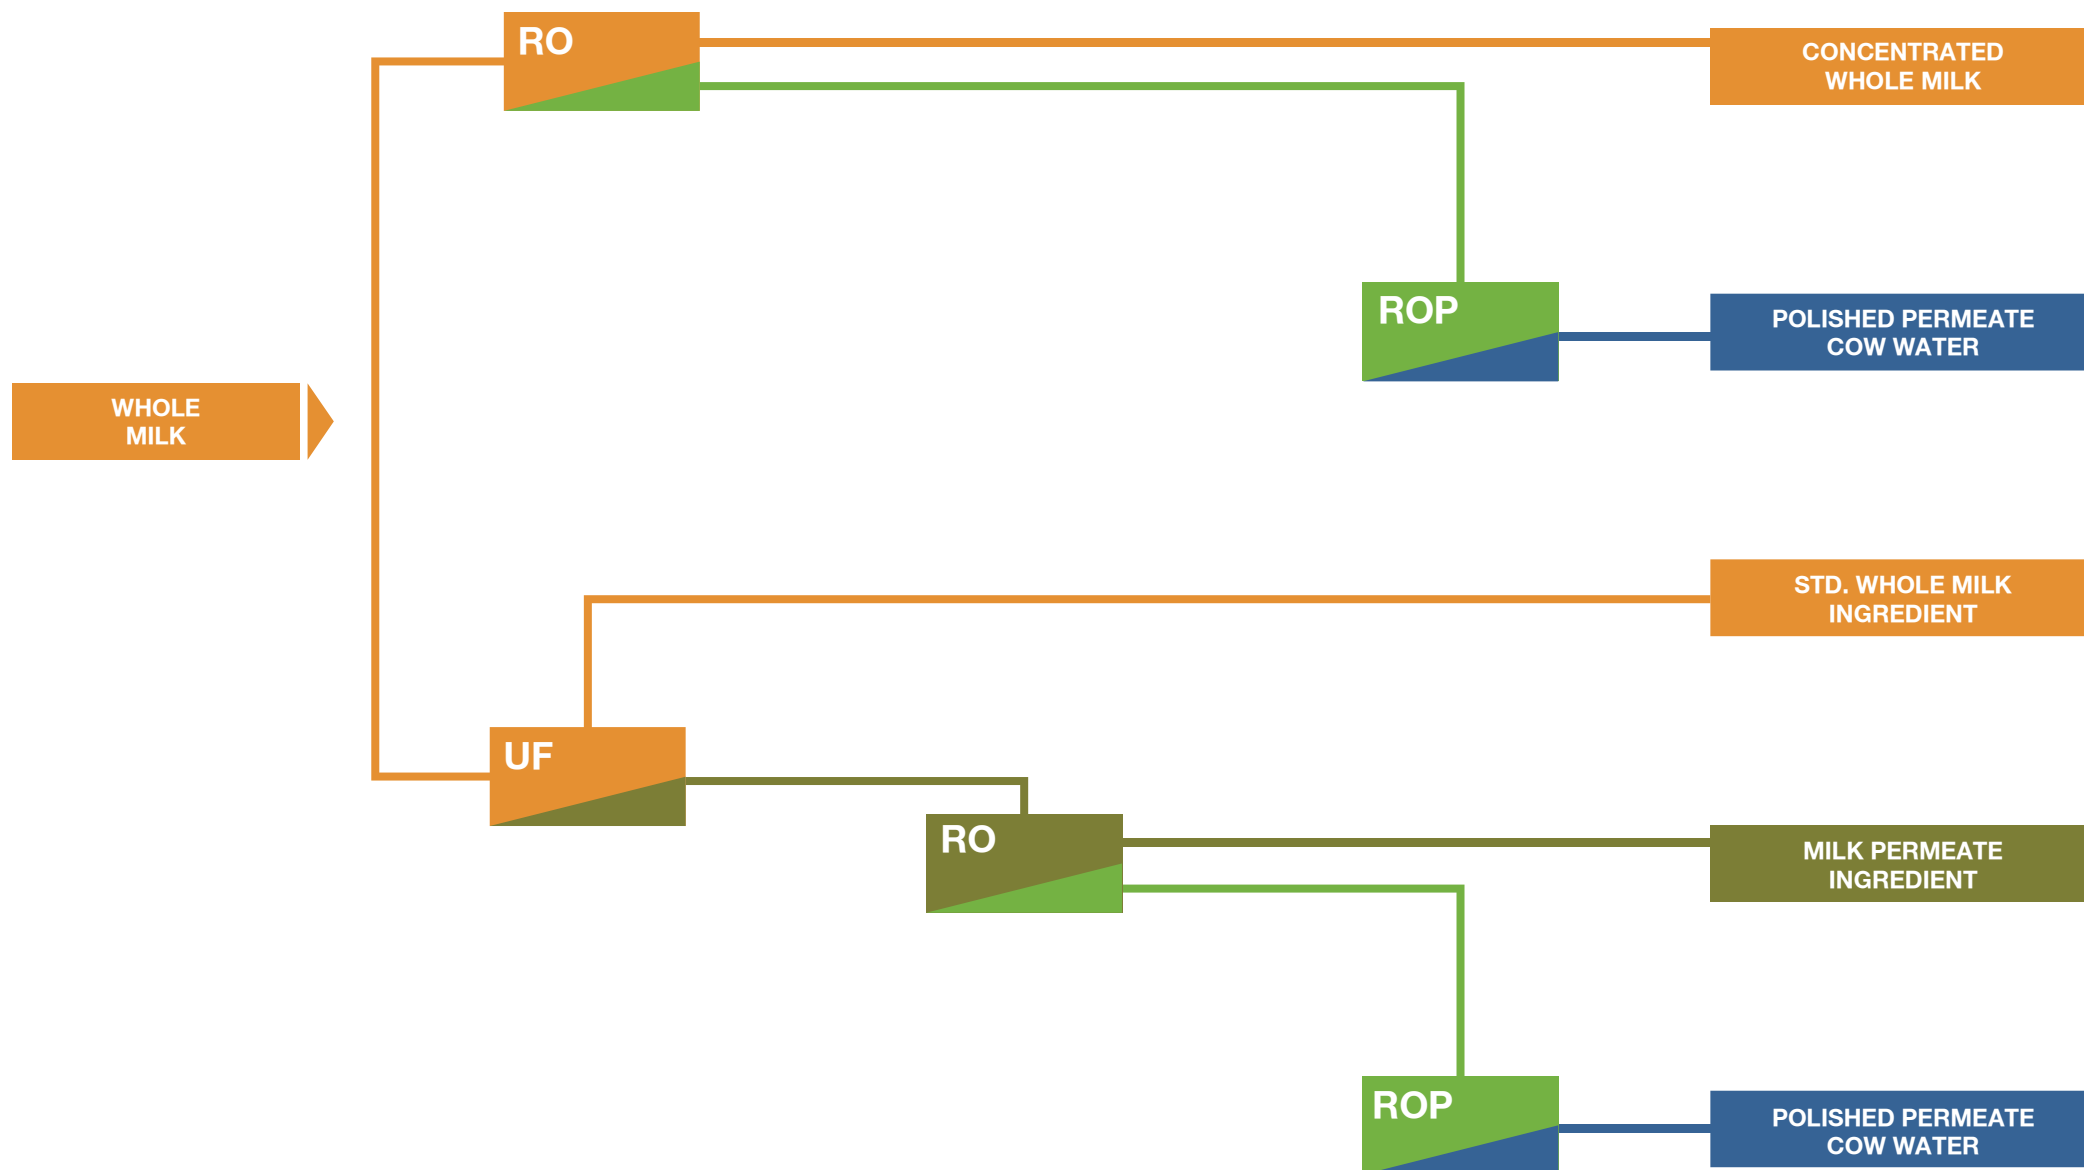 RO
CONCENTRATED
WHOLE MILK
ROP
POLISHED PERMEATE
COW WATER
WHOLE
MILK
STD. WHOLE MILK
INGREDIENT
UF
RO
MILK PERMEATE
INGREDIENT
ROP
POLISHED PERMEATE
COW WATER